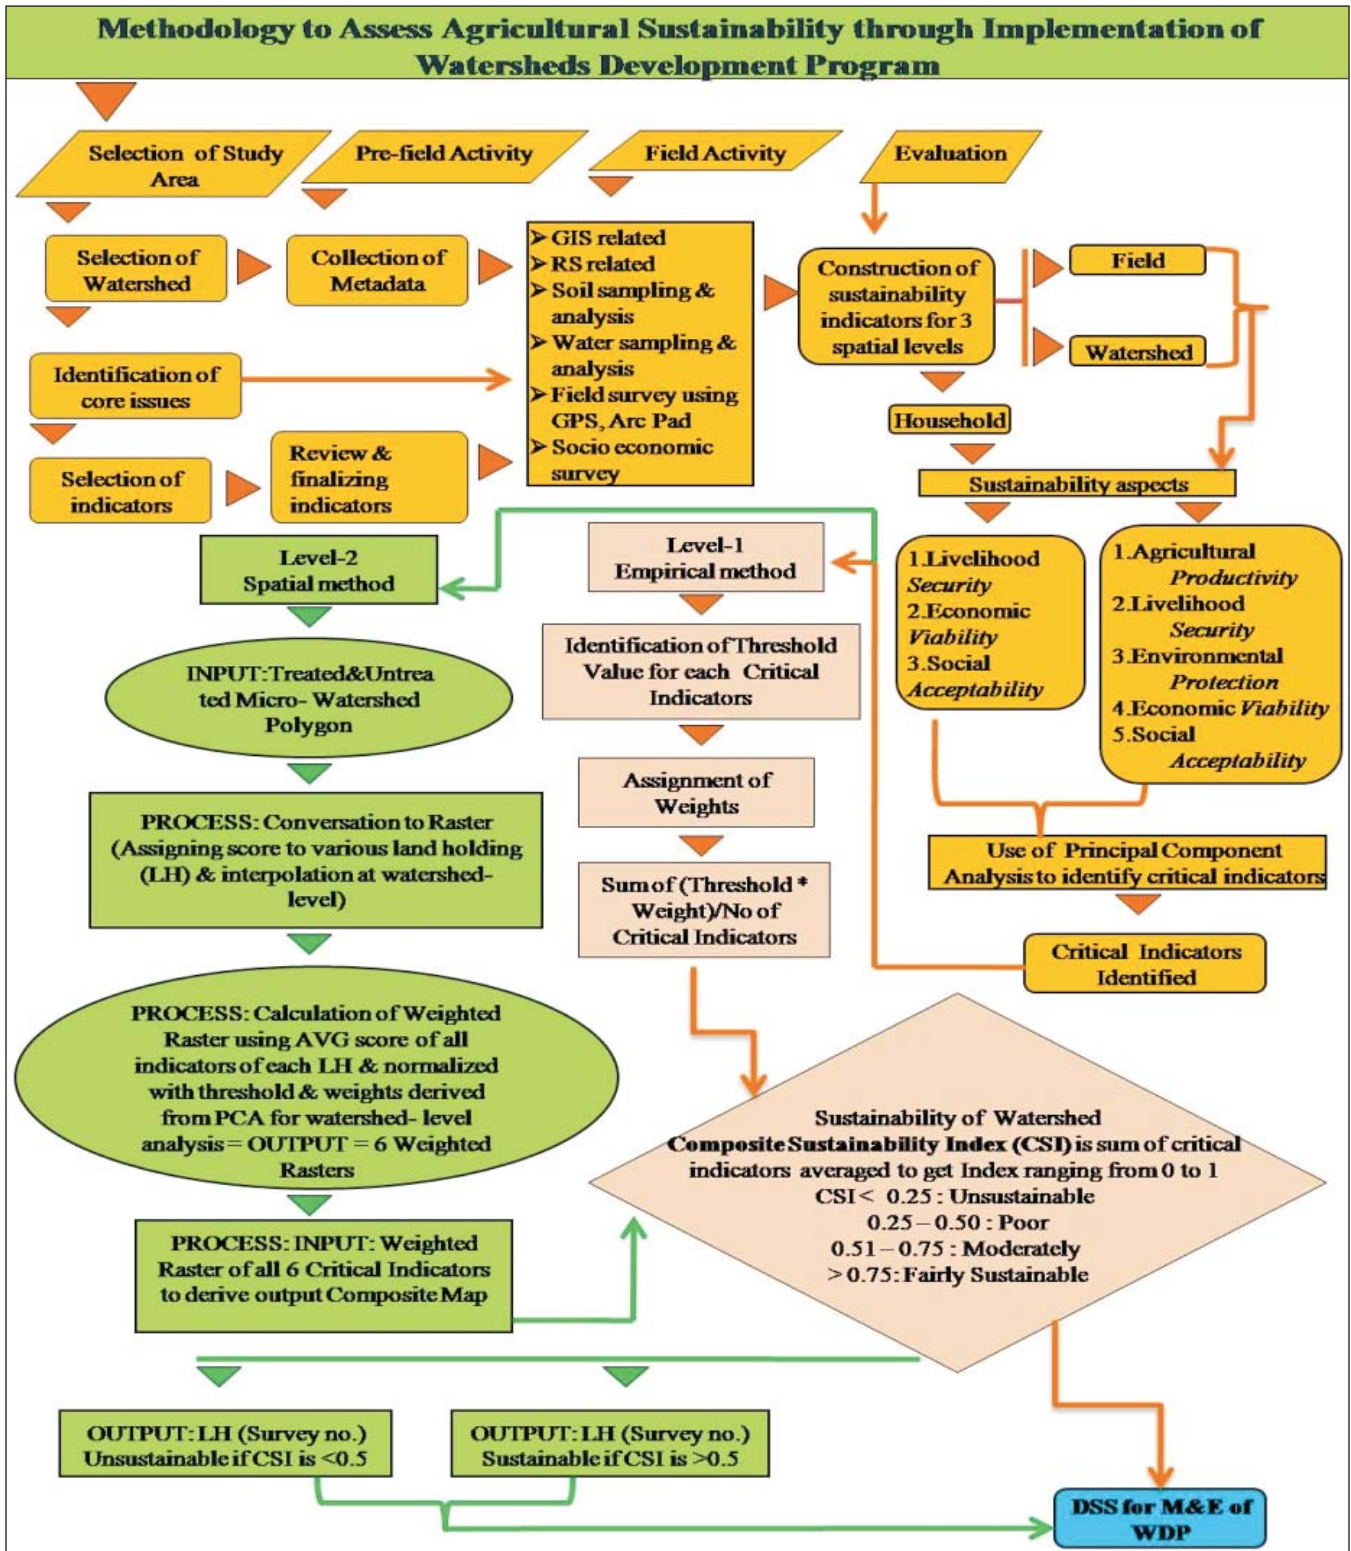 Methodology to Assess Agricultural Sustainability through Implementation of
Watersheds Development Program
Selection of Study
Area
Pre-field Activity
Field Activity
Evaluation
Selection of
Watershed
Collection of
Metadata
➤ GIS related
➤ RS related
➤ Soil sampling &
analysis
➤ Water sampling &
analysis
➤ Field survey using
GPS, Arc Pad
➤ Socio economic
survey
Construction of
sustainability
indicators for 3
spatial levels
Field
Watershed
Identification of
core issues
Household
Selection of
indicators
Review &
finalizing
indicators
Sustainability aspects
Level-2
Spatial method
Level-1
Empirical method
1.Livelihood
Security
2.Economic
Viability
3.Social
Acceptability
1.Agricultural
Productivity
2.Livelihood
Security
3.Environmental
Protection
4.Economic Viability
5.Social
Acceptability
INPUT:Treated&Untrea
ted Micro- Watershed
Polygon
Identification of Threshold
Value for each Critical
Indicators
Assignment of
Weights
PROCESS: Conversation to Raster
(Assigning score to various land holding
(LH) & interpolation at watershed-
level)
Use of Principal Component
Analysis to identify critical indicators
Sum of (Threshold *
Weight)/No of
Critical Indicators
Critical Indicators
Identified
PROCESS: Calculation of Weighted
Raster using AVG score of all
indicators of each LH & normalized
with threshold & weights derived
from PCA for watershed- level
analysis = OUTPUT = 6 Weighted
Rasters
Sustainability of Watershed
Composite Sustainability Index (CSI) is sum of critical
indicators averaged to get Index ranging from 0 to 1
CSI < 0.25 : Unsustainable
0.25 – 0.50 : Poor
0.51 – 0.75 : Moderately
> 0.75: Fairly Sustainable
PROCESS: INPUT: Weighted
Raster of all 6 Critical Indicators
to derive output Composite Map
OUTPUT: LH (Survey no.)
Unsustainable if CSI is <0.5
OUTPUT: LH (Survey no.)
Sustainable if CSI is >0.5
DSS for M&E of
WDP